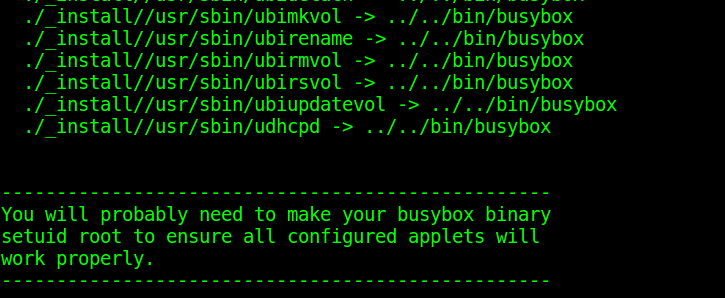 ./_install//usr/sbin/ubimkvol -> ../../bin/busybox
./_install//usr/sbin/ubirename -> ../../bin/busybox
./_install//usr/sbin/ubirmvol -> ../../bin/busybox
./_install//usr/sbin/ubirsvol -> ../../bin/busybox
./_install//usr/sbin/ubiupdatevol -> ../../bin/busybox
./_install//usr/sbin/udhcpd -> ../../bin/busybox
--------------------------------------------------
You will probably need to make your busybox binary
setuid root to ensure all configured applets will
work properly.
--------------------------------------------------